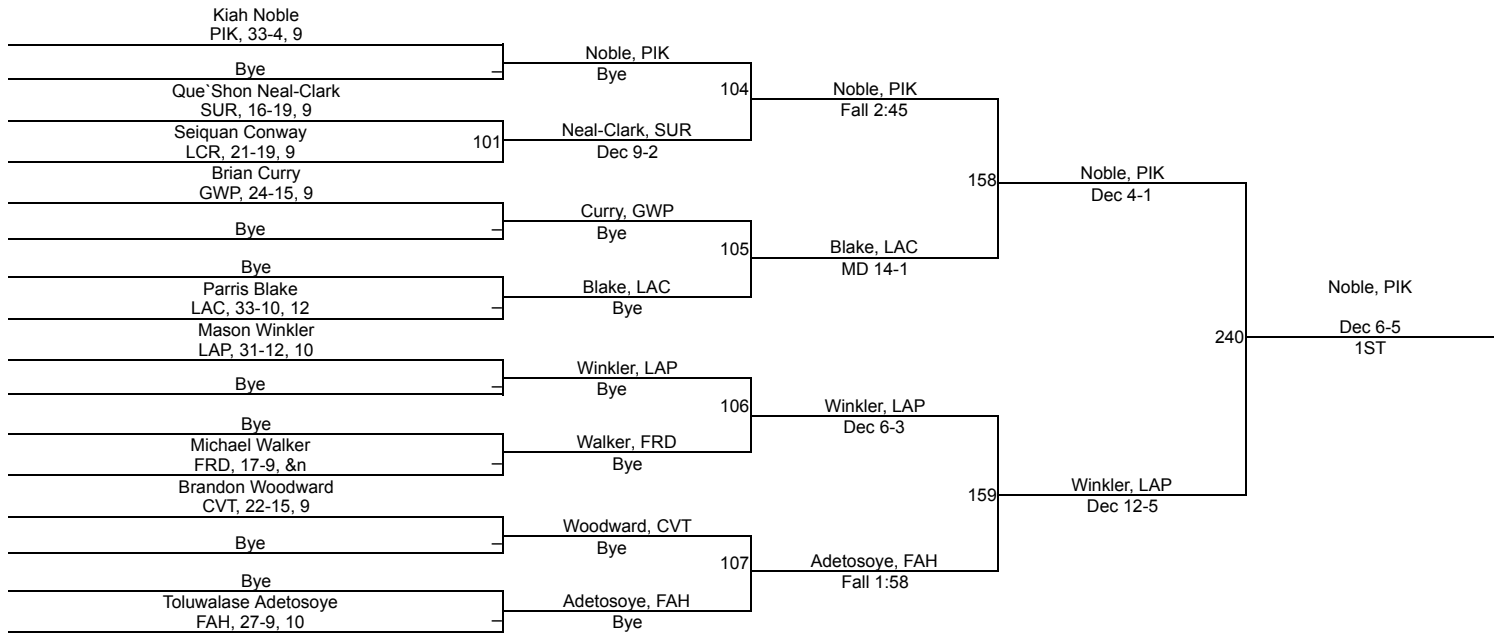 Kiah Noble
PIK, 33-4, 9
Bye
Que`Shon Neal-Clark
SUR, 16-19, 9
Seiquan Conway
LCR, 21-19, 9
Brian Curry
GWP, 24-15, 9
Bye
Bye
Parris Blake
LAC, 33-10, 12
Mason Winkler
LAP, 31-12, 10
Bye
Bye
Michael Walker
FRD, 17-9, &n
Brandon Woodward
CVT, 22-15, 9
Bye
Bye
Toluwalase Adetosoye
FAH, 27-9, 10
–
101
–
–
–
–
–
–
Noble, PIK
Bye
Neal-Clark, SUR
Dec 9-2
Curry, GWP
Bye
Blake, LAC
Bye
Winkler, LAP
Bye
Walker, FRD
Bye
Woodward, CVT
Bye
Adetosoye, FAH
Bye
104
105
106
107
Noble, PIK
Fall 2:45
Blake, LAC
MD 14-1
Winkler, LAP
Dec 6-3
Adetosoye, FAH
Fall 1:58
158
159
Noble, PIK
Dec 4-1
Winkler, LAP
Dec 12-5
240
Noble, PIK
Dec 6-5
1ST